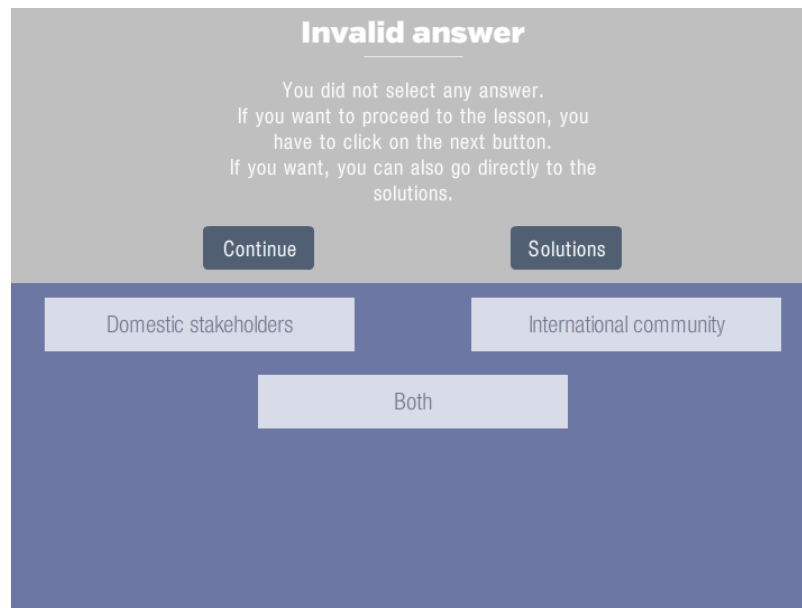 Invalid answer
You did not select any answer.
If you want to proceed to the lesson, you
have to click on the next button.
If you want, you can also go directly to the
solutions.
Continue
Solutions
Domestic stakeholders
International community
Both